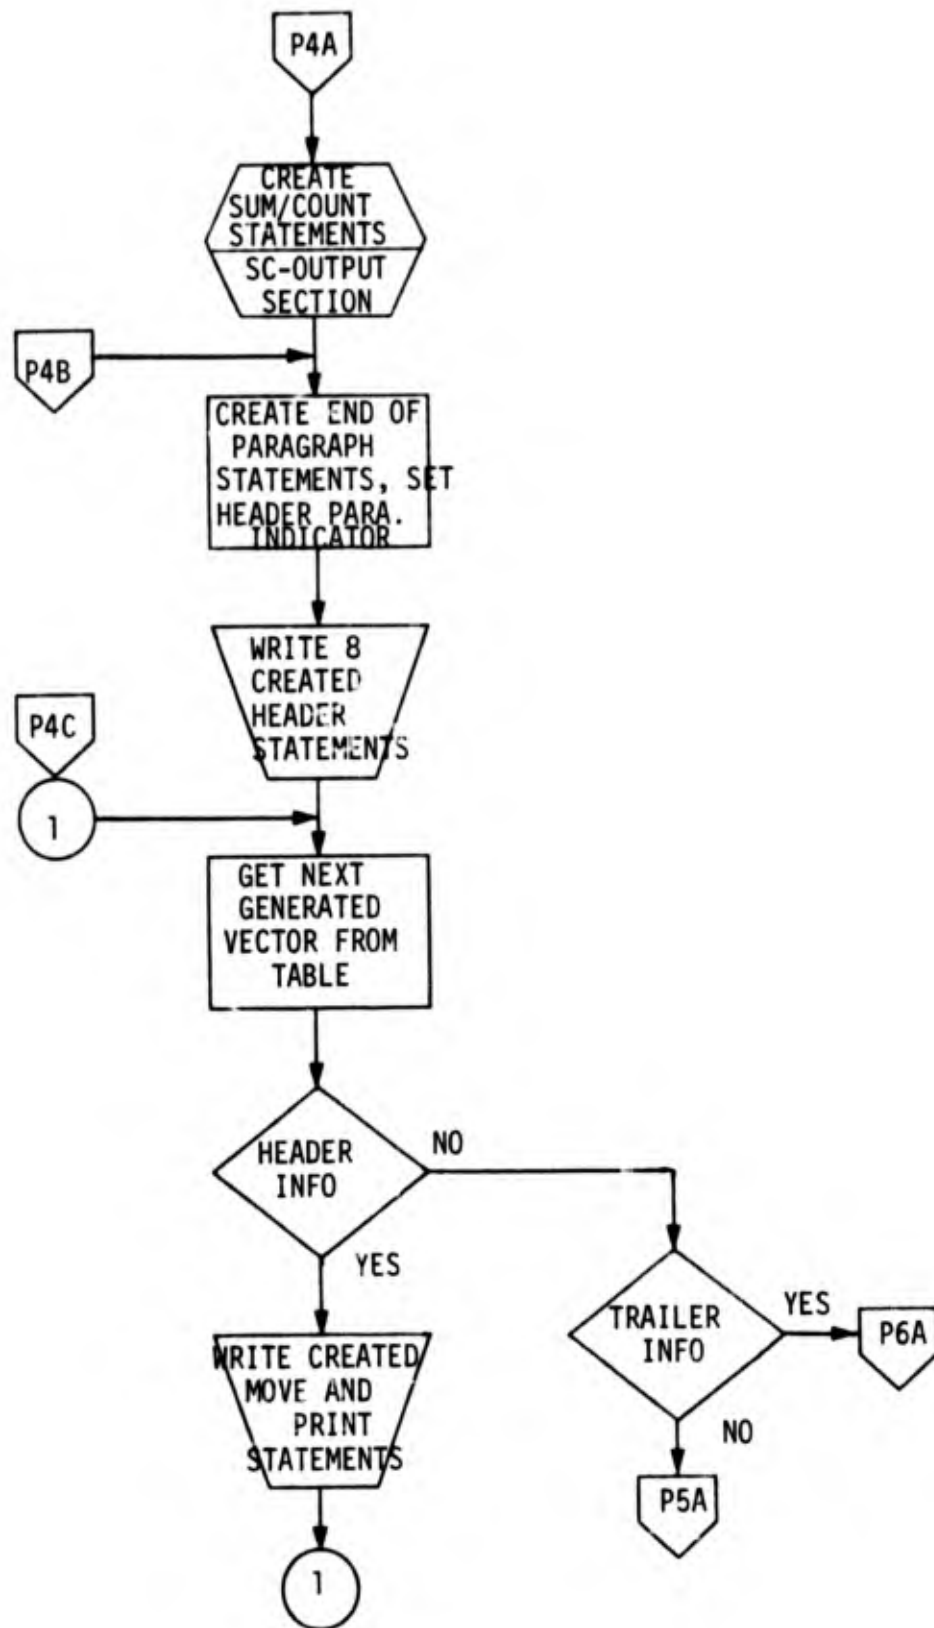 P4A
CREATE
SUM/COUNT
STATEMENTS
SC-OUTPUT
SECTION
P4B
CREATE END OF
PARAGRAPH
STATEMENTS, SET
HEADER PARA.
INDICATOR
WRITE 8
CREATED
HEADER
STATEMENTS
P4C
1
GET NEXT
GENERATED
VECTOR FROM
TABLE
HEADER
INFO
NO
YES
TRAILER
INFO
YES
P6A
NO
P5A
WRITE CREATED
MOVE AND
PRINT
STATEMENTS
1